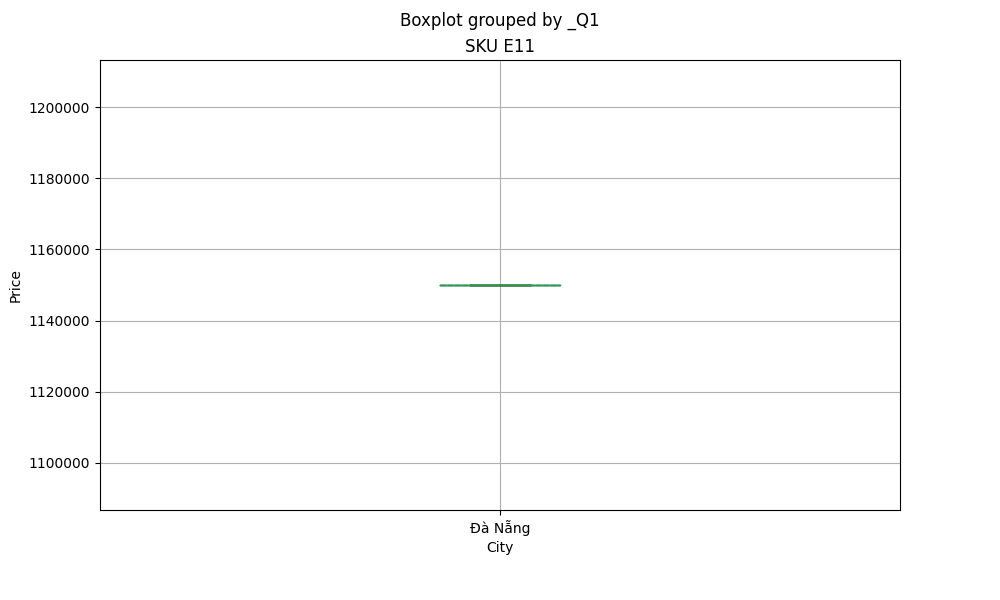 Boxplot grouped by _Q1
SKU E11
1200000
1180000
1160000
1140000
1120000
1100000
Price
Đà Nẵng
City